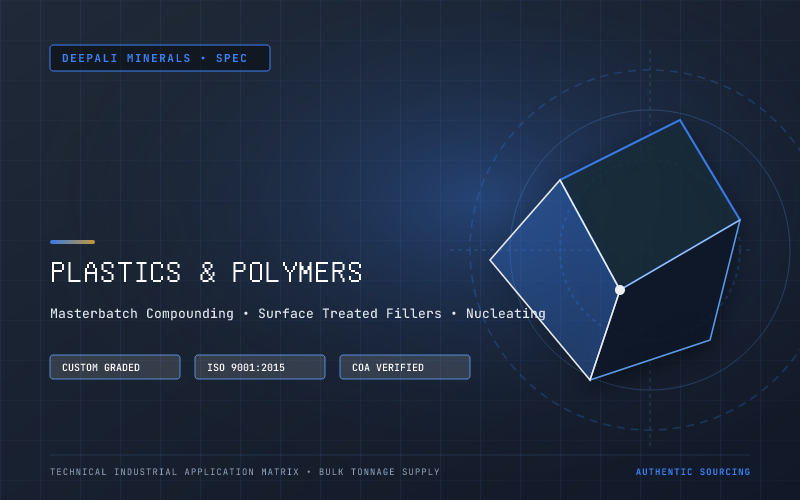 DEEPALI MINERALS • SPEC
PLASTICS & POLYMERS
Masterbatch Compounding • Surface Treated Fillers • Nucleating
CUSTOM GRADED
ISO 9001:2015
COA VERIFIED
TECHNICAL INDUSTRIAL APPLICATION MATRIX • BULK TONNAGE SUPPLY
AUTHENTIC SOURCING